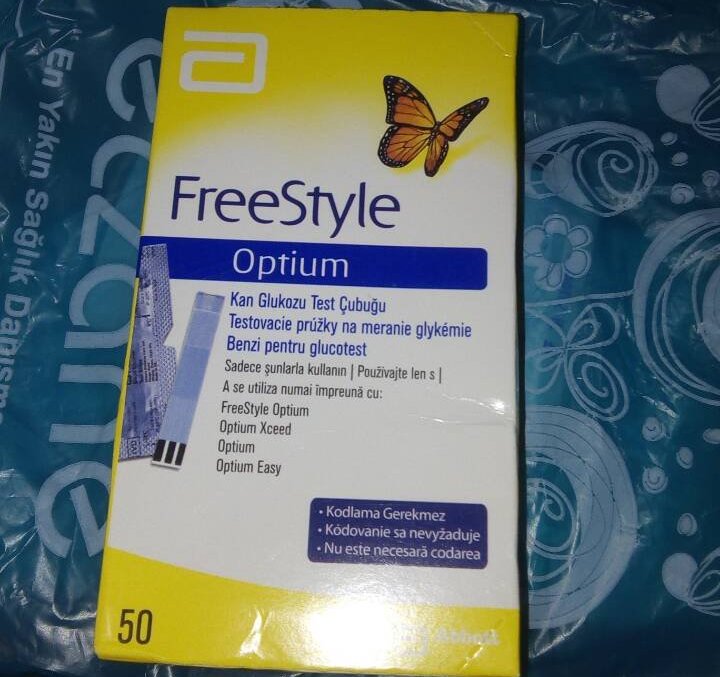 FreeStyle
Optium
Kan Glukozu Test Çubuğu
Testovacie prúžky na meranie glykémie
Benzi pentru glucotest
Sadece şunlarla kullanın | Používajte len s |
A se utiliza numai împreună cu:
FreeStyle Optium
Optium Xceed
Optium
Optium Easy
• Kodlama Gerekmez
• Kódovanie sa nevyžaduje
• Nu este necesară codarea
50
Abbott
eczane
En Yakın Sağlık Danışma